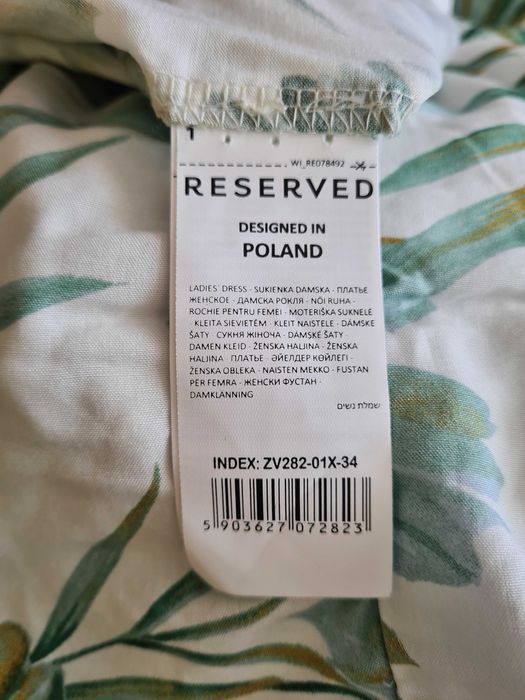 1
WI_RE078492
RESERVED
DESIGNED IN
POLAND
LADIES' DRESS · SUKIENKA DAMSKA · ПЛАТЬЕ
ЖЕНСКОЕ · ДАМСКА РОКЛЯ · NŐI RUHA ·
ROCHIE PENTRU FEMEI · MOTERIŠKA SUKNELĖ
· KLEITA SIEVIETĒM · KLEIT NAISTELE · DÁMSKE
ŠATY · СУКНЯ ЖІНОЧА · DÁMSKÉ ŠATY ·
DAMEN KLEID · ŽENSKA HALJINA · ŽENSKA
HALJINA ПЛАТЬЕ · ӘЙЕЛДЕР КӨЙЛЕГІ ·
ŽENSKA OBLEKA · NAISTEN MEKKO · FUSTAN
PËR FEMRA · ЖЕНСКИ ФУСТАН ·
DAMKLÄNNING
שמלת נשים
INDEX: ZV282-01X-34
5 903627 072823